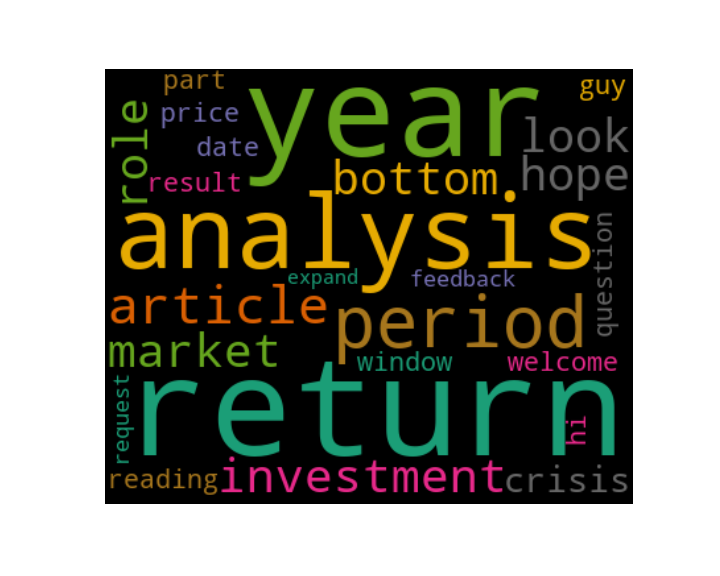 part
year
guy
role
price
look
date
hope
result
bottom
analysis
question
expand
feedback
article
period
market
window
welcome
request
return
hi
reading
investment
crisis